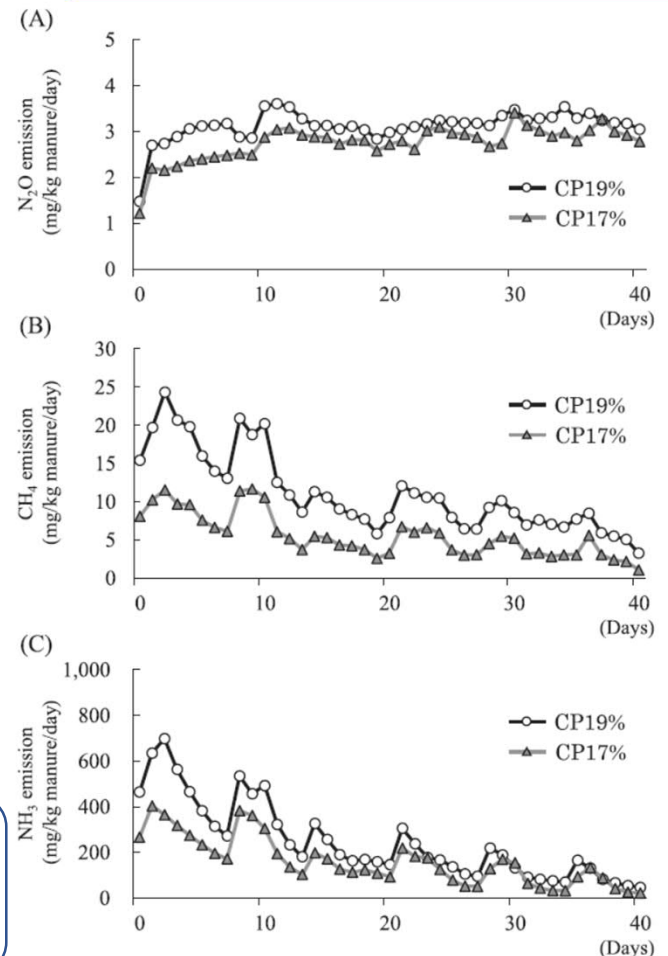 (A)
N₂O emission
(mg/kg manure/day)
5
4
3
2
1
0
CP19%
CP17%
0 10 20 30 40
(Days)
(B)
CH₄ emission
(mg/kg manure/day)
30
25
20
15
10
5
0
CP19%
CP17%
0 10 20 30 40
(Days)
(C)
NH₃ emission
(mg/kg manure/day)
1,000
800
600
400
200
0
CP19%
CP17%
0 10 20 30 40
(Days)